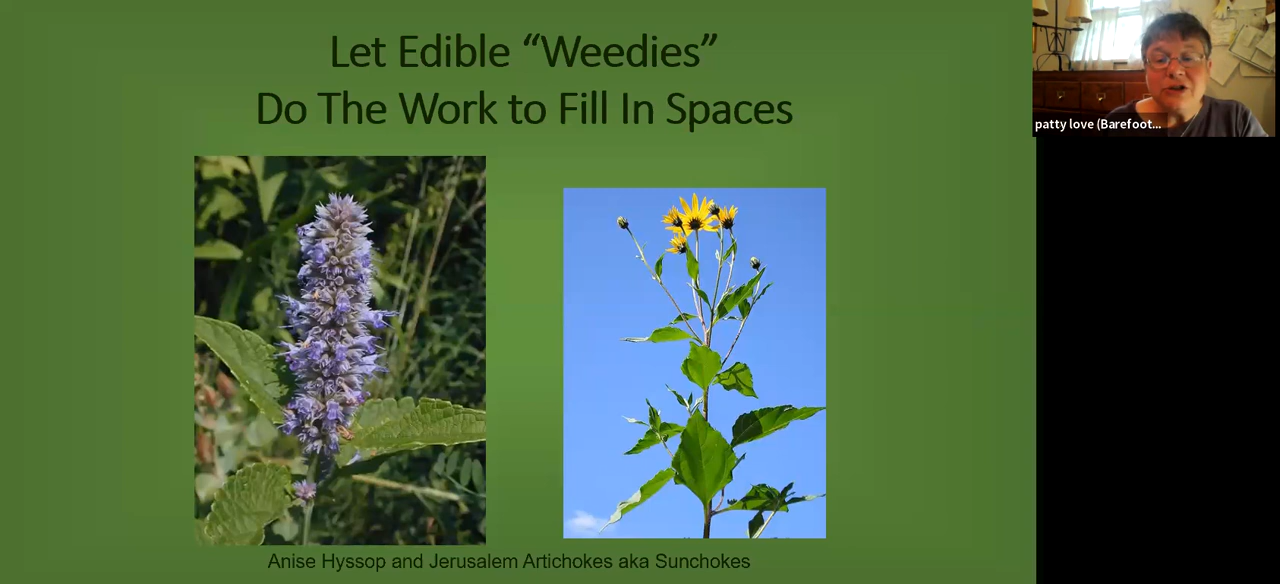 Let Edible “Weedies”
Do The Work to Fill In Spaces
patty love (Barefoot...
Anise Hyssop and Jerusalem Artichokes aka Sunchokes